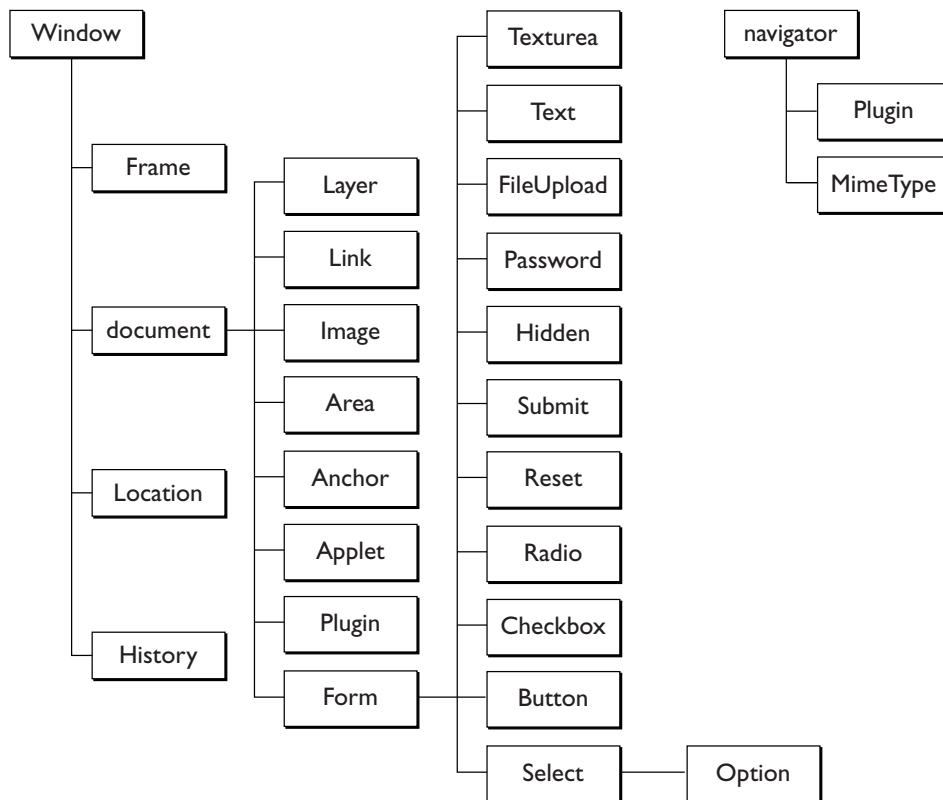 Window
Frame
document
Location
History
Layer
Link
Image
Area
Anchor
Applet
Plugin
Form
Texturea
Text
FileUpload
Password
Hidden
Submit
Reset
Radio
Checkbox
Button
Select
Option
navigator
Plugin
MimeType